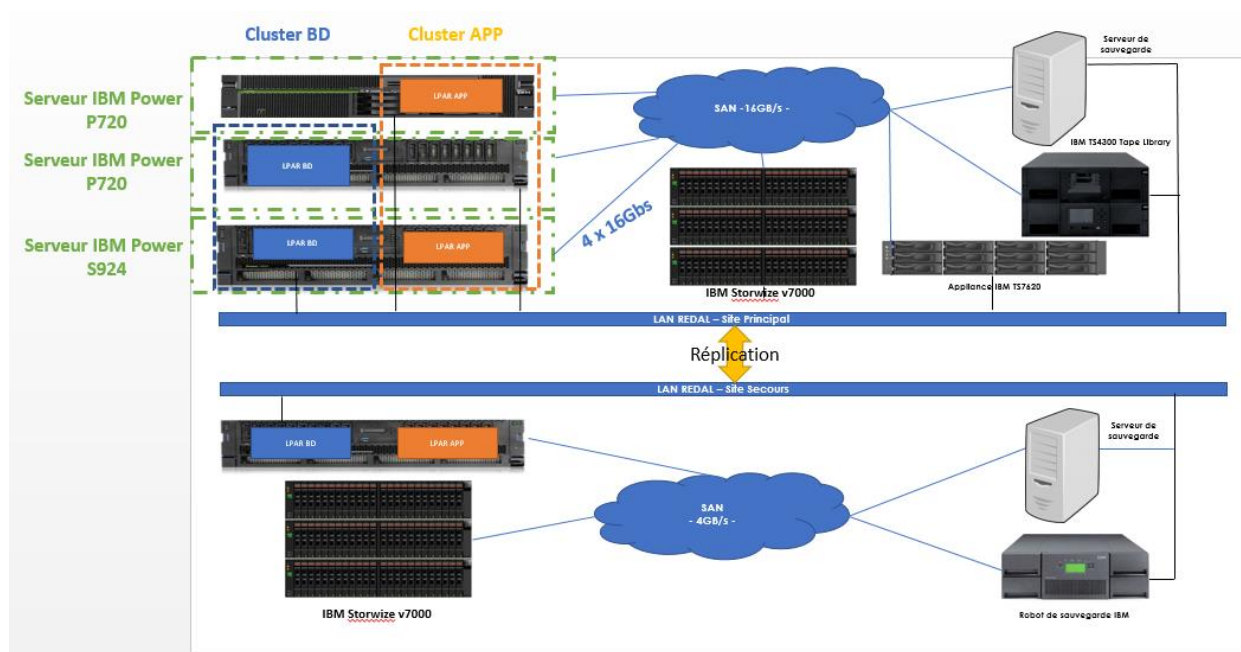 Cluster BD
Cluster APP
Serveur IBM Power
P720
LPAR APP
Serveur IBM Power
P720
LPAR BD
Serveur IBM Power
S924
LPAR BD
LPAR APP
4 x 16Gbs
SAN -16GB/s -
IBM Storwize v7000
Serveur de
sauvegarde
IBM TS4300 Tape Library
Appliance IBM TS7620
LAN REDAL – Site Principal
Réplication
LAN REDAL – Site Secours
LPAR BD
LPAR APP
IBM Storwize v7000
SAN
- 4GB/s -
Serveur de
sauvegarde
Robot de sauvegarde IBM